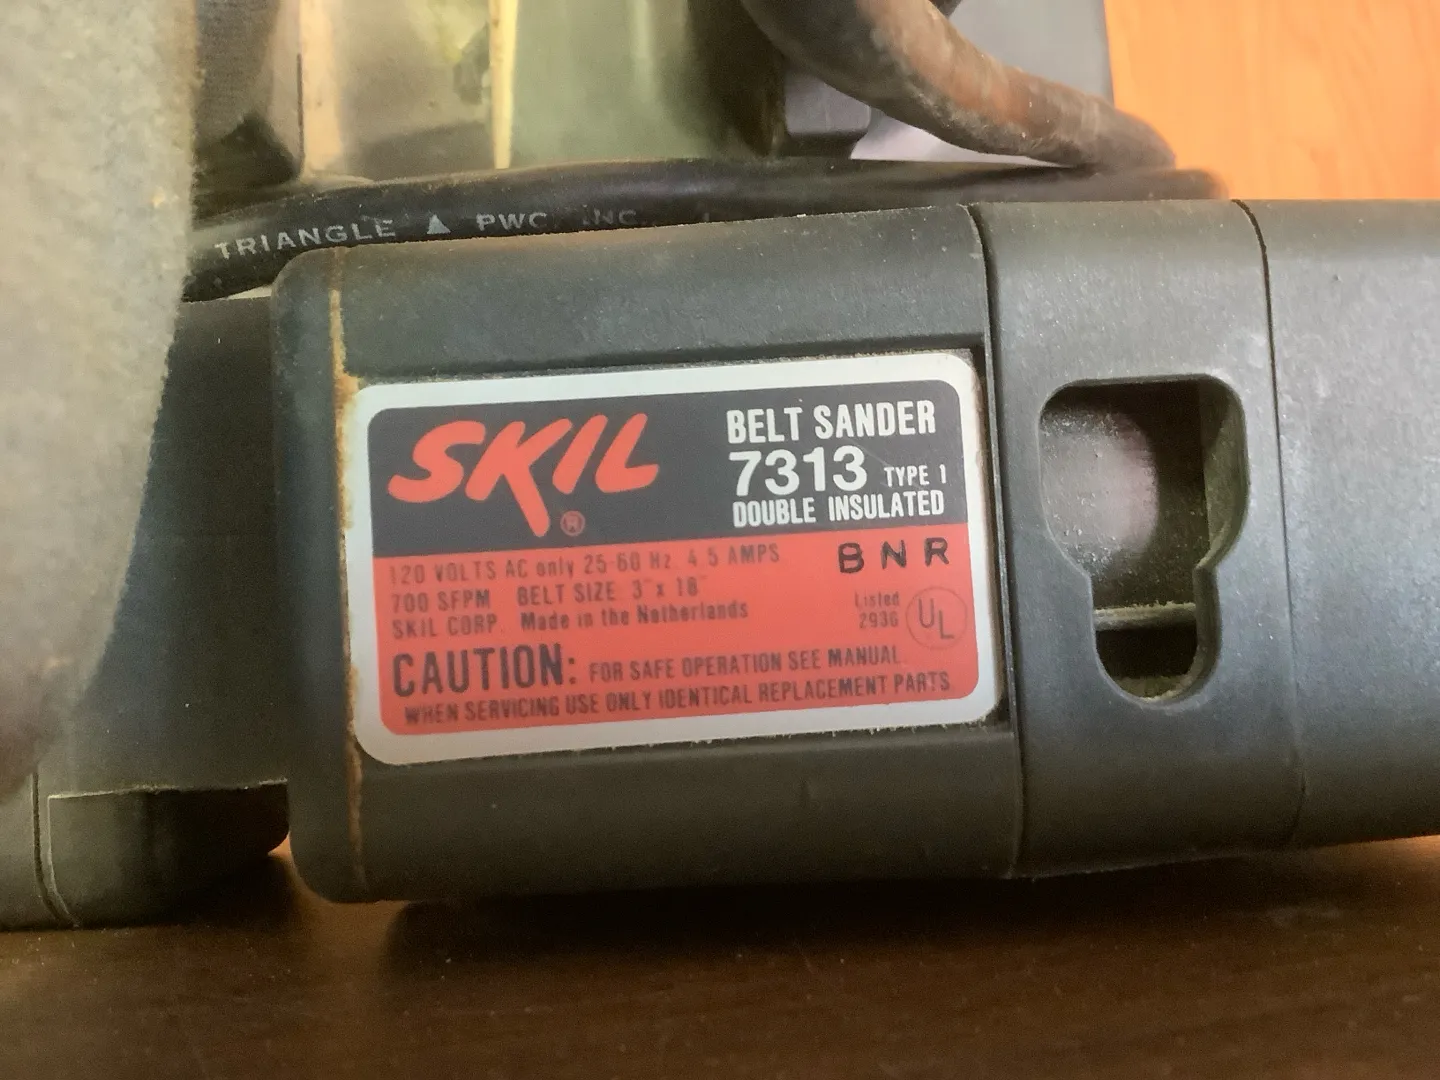 TRIANGLE ▲ PWC INC.
SKIL®
BELT SANDER
7313 TYPE 1
DOUBLE INSULATED
120 VOLTS AC only 25-60 Hz 4.5 AMPS
BNR
700 SFPM BELT SIZE 3" x 18"
SKIL CORP. Made in the Netherlands
Listed
293G
UL
CAUTION: FOR SAFE OPERATION SEE MANUAL
WHEN SERVICING USE ONLY IDENTICAL REPLACEMENT PARTS